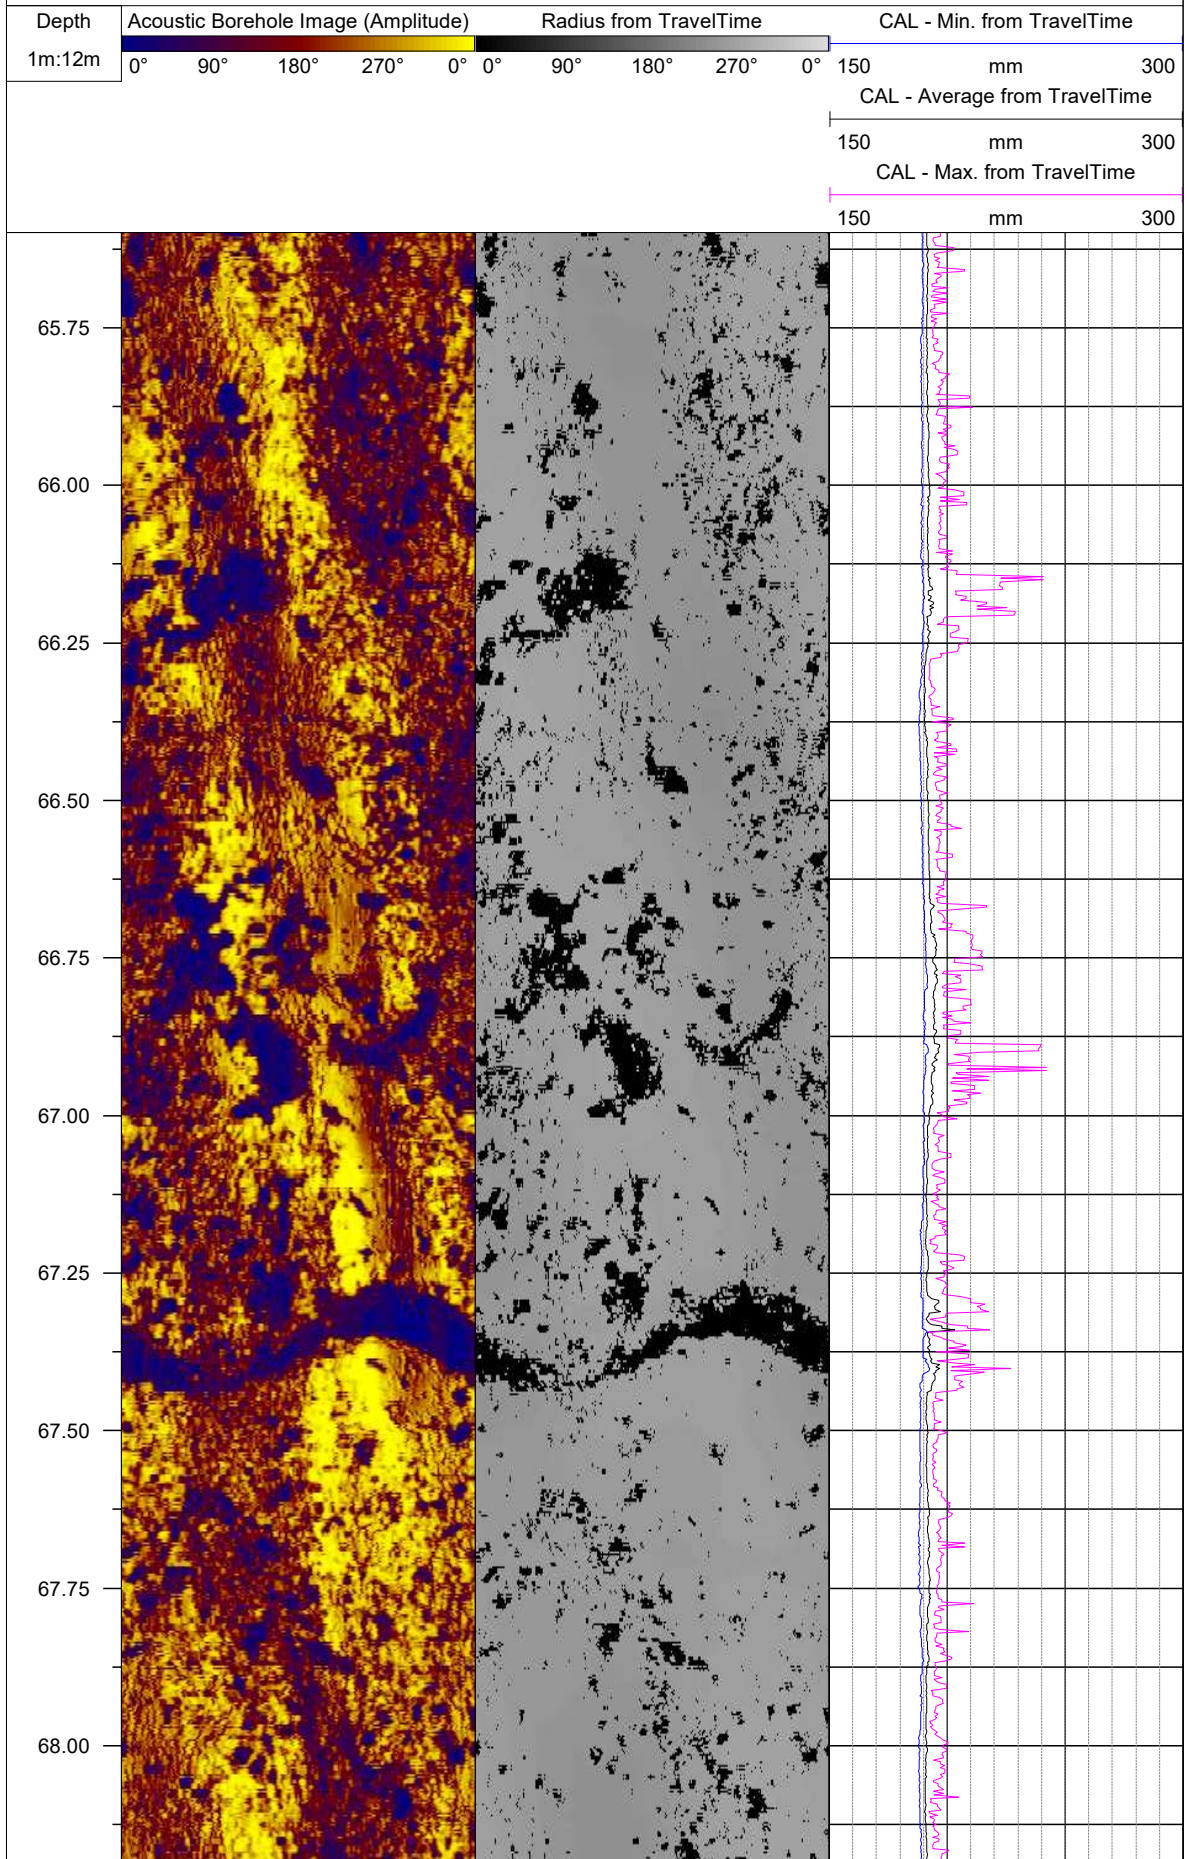 Depth
1m:12m
Acoustic Borehole Image (Amplitude)
0° 90° 180° 270° 0°
Radius from TravelTime
0° 90° 180° 270° 0°
CAL - Min. from TravelTime
150 mm 300
CAL - Average from TravelTime
150 mm 300
CAL - Max. from TravelTime
150 mm 300
65.75
66.00
66.25
66.50
66.75
67.00
67.25
67.50
67.75
68.00